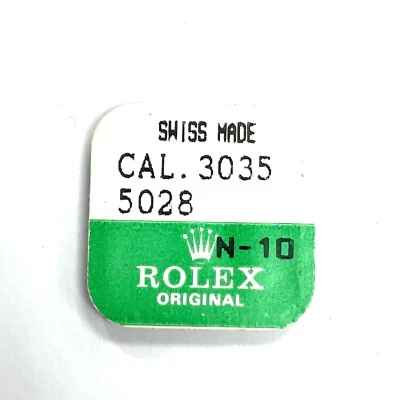 SWISS MADE
CAL. 3035
5028
N-10
ROLEX
ORIGINAL